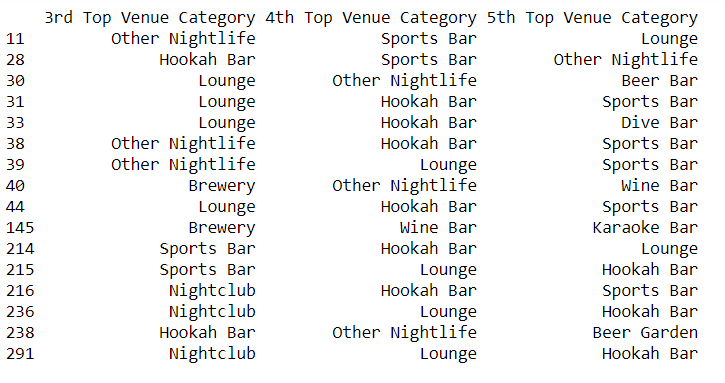 3rd Top Venue Category 4th Top Venue Category 5th Top Venue Category
11 Other Nightlife Sports Bar Lounge
28 Hookah Bar Sports Bar Other Nightlife
30 Lounge Other Nightlife Beer Bar
31 Lounge Hookah Bar Sports Bar
33 Lounge Hookah Bar Dive Bar
38 Other Nightlife Hookah Bar Sports Bar
39 Other Nightlife Lounge Sports Bar
40 Brewery Other Nightlife Wine Bar
44 Lounge Hookah Bar Sports Bar
145 Brewery Wine Bar Karaoke Bar
214 Sports Bar Hookah Bar Lounge
215 Sports Bar Lounge Hookah Bar
216 Nightclub Hookah Bar Sports Bar
236 Nightclub Lounge Hookah Bar
238 Hookah Bar Other Nightlife Beer Garden
291 Nightclub Lounge Hookah Bar